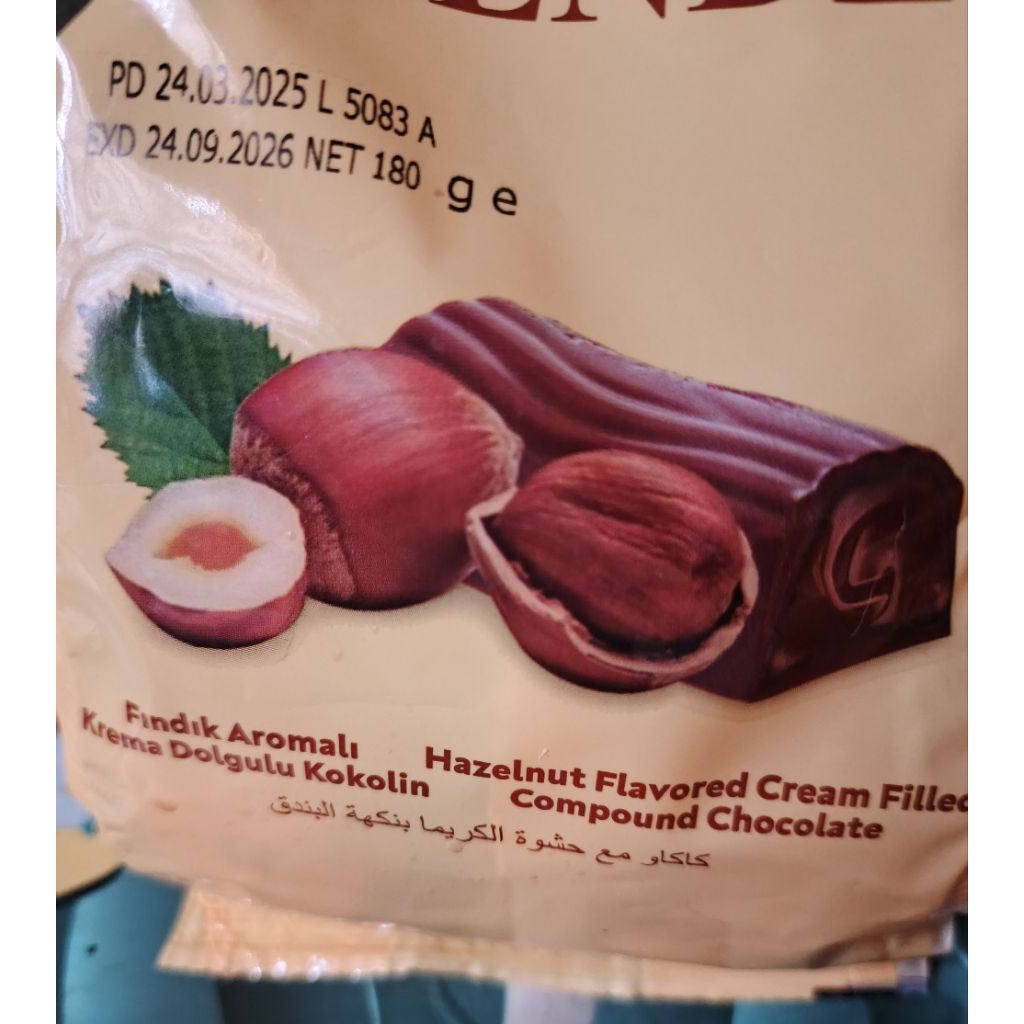 PD 24.03.2025 L 5083 A
EXD 24.09.2026 NET 180 g e
Fındık Aromalı
Krema Dolgulu Kokolin
Hazelnut Flavored Cream Filled
Compound Chocolate
كاكاو مع حشوة الكريما بنكهة البندق